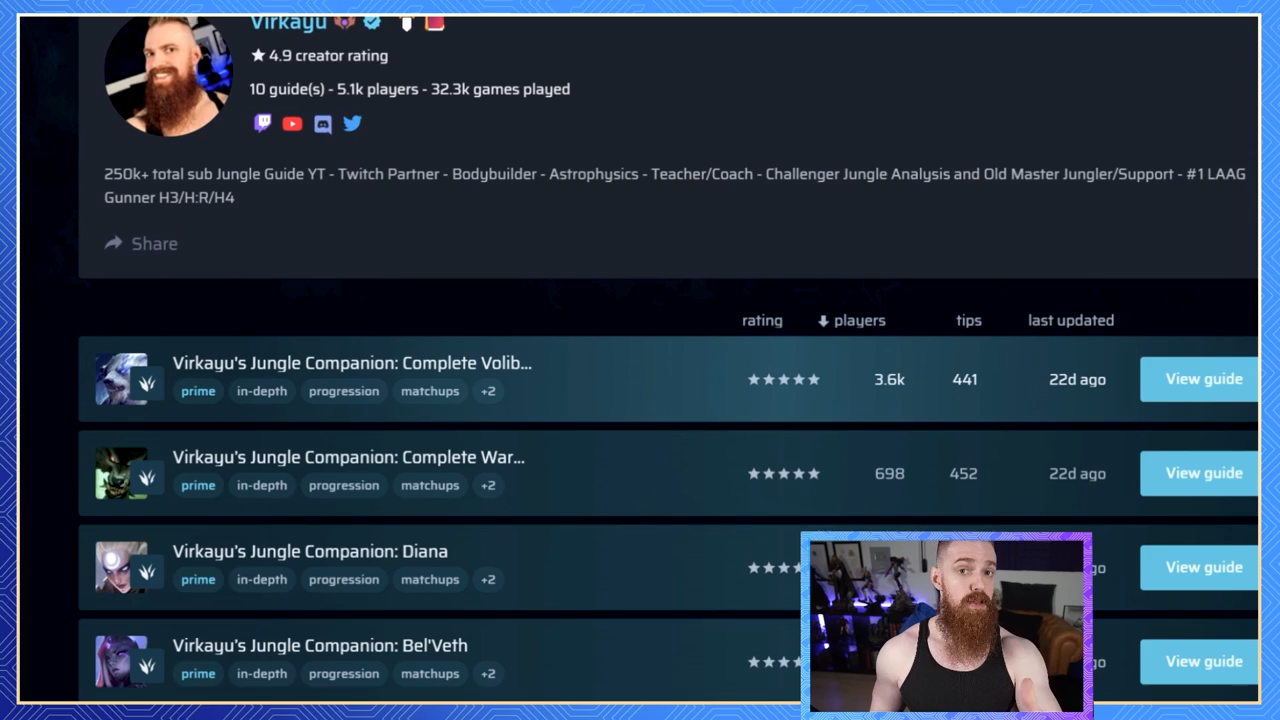 Virkayu
4.9 creator rating
10 guide(s) - 5.1k players - 32.3k games played
250k+ total sub Jungle Guide YT - Twitch Partner - Bodybuilder - Astrophysics - Teacher/Coach - Challenger Jungle Analysis and Old Master Jungler/Support - #1 LAAG
Gunner H3/H:R/H4
Share
rating players tips last updated
Virkayu's Jungle Companion: Complete Volib...
3.6k 441 22d ago View guide
prime in-depth progression matchups +2
Virkayu's Jungle Companion: Complete War...
698 452 22d ago View guide
prime in-depth progression matchups +2
Virkayu's Jungle Companion: Diana
go View guide
prime in-depth progression matchups +2
Virkayu's Jungle Companion: Bel'Veth
go View guide
prime in-depth progression matchups +2